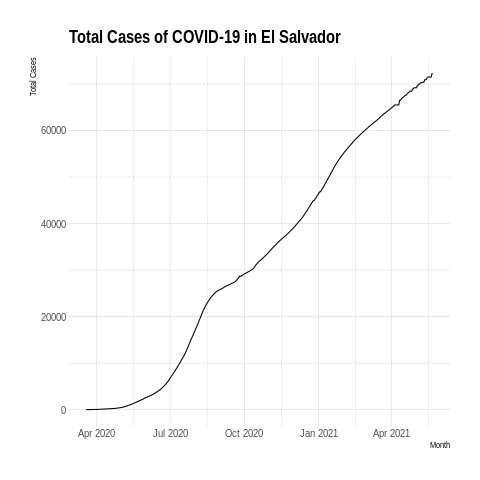 Total Cases of COVID-19 in El Salvador
Total Cases
60000
40000
20000
0
Apr 2020 Jul 2020 Oct 2020 Jan 2021 Apr 2021
Month